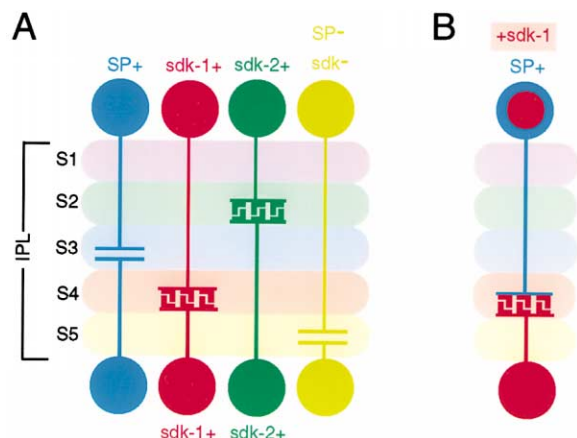 A
B
SP-
sdk-
+sdk-1
SP+
sdk-1+
sdk-2+
SP+
IPL
S1
S2
S3
S4
S5
sdk-1+
sdk-2+